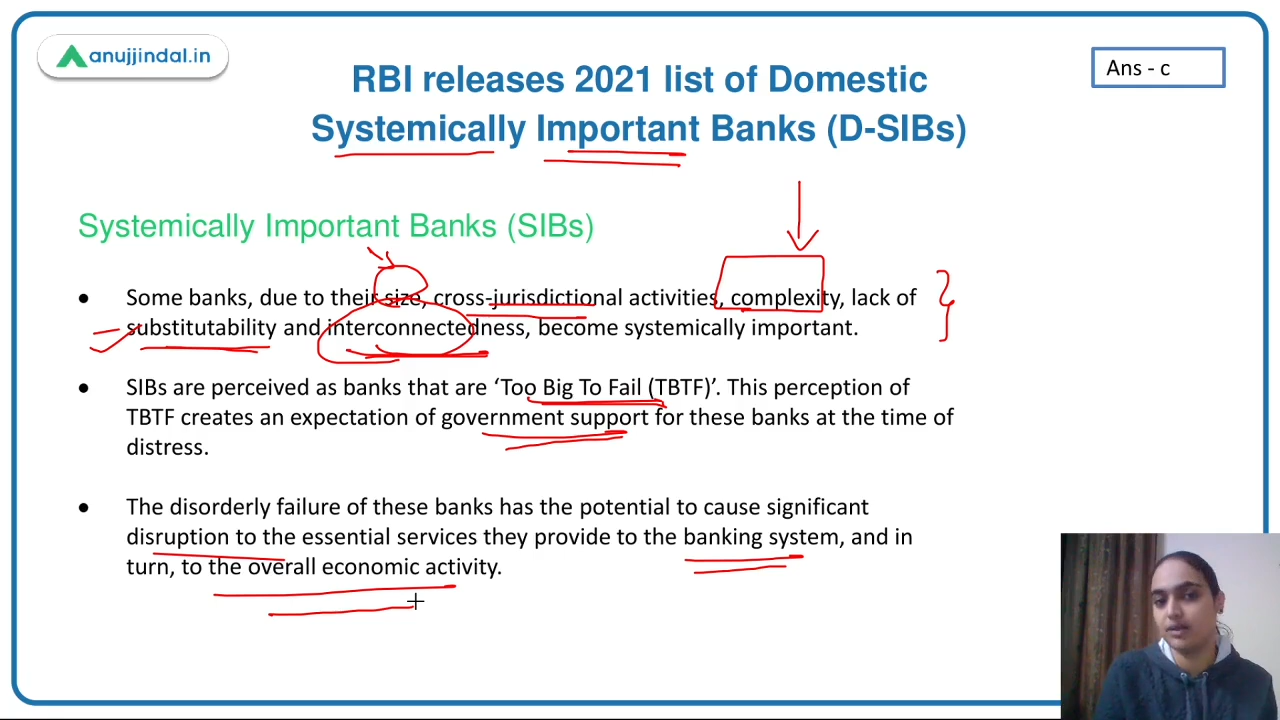 anujjindal.in
Ans - c
RBI releases 2021 list of Domestic
Systemically Important Banks (D-SIBs)
Systemically Important Banks (SIBs)
● Some banks, due to their size, cross-jurisdictional activities, complexity, lack of
substitutability and interconnectedness, become systemically important.
● SIBs are perceived as banks that are ‘Too Big To Fail (TBTF)’. This perception of
TBTF creates an expectation of government support for these banks at the time of
distress.
● The disorderly failure of these banks has the potential to cause significant
disruption to the essential services they provide to the banking system, and in
turn, to the overall economic activity.